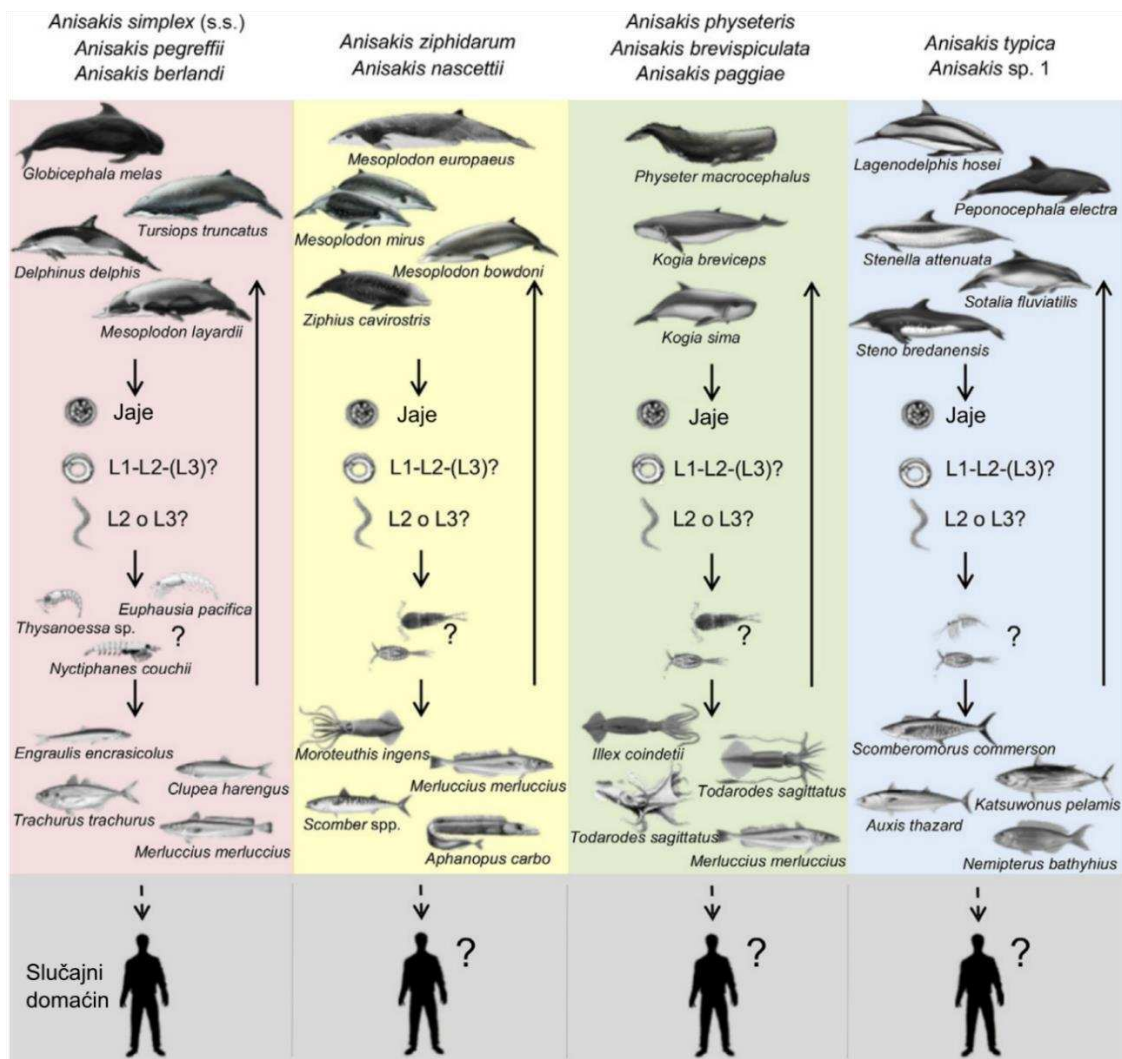 Anisakis simplex (s.s.)
Anisakis pegreffii
Anisakis berlandi
Globicephala melas
Tursiops truncatus
Delphinus delphis
Mesoplodon layardii
Jaje
L1-L2-(L3)?
L2 o L3?
Euphausia pacifica
Thysanoessa sp.
?
Nyctiphanes couchii
Engraulis encrasicolus
Clupea harengus
Trachurus trachurus
Merluccius merluccius
Slučajni
domaćin
Anisakis ziphidarum
Anisakis nascettii
Mesoplodon europaeus
Mesoplodon mirus
Mesoplodon bowdoni
Ziphius cavirostris
Jaje
L1-L2-(L3)?
L2 o L3?
?
Moroteuthis ingens
Merluccius merluccius
Scomber spp.
Aphanopus carbo
?
Anisakis physeteris
Anisakis brevispiculata
Anisakis paggiae
Physeter macrocephalus
Kogia breviceps
Kogia sima
Jaje
L1-L2-(L3)?
L2 o L3?
?
Illex coindetii
Todarodes sagittatus
Todarodes sagittatus
Merluccius merluccius
?
Anisakis typica
Anisakis sp. 1
Lagenodelphis hosei
Peponocephala electra
Stenella attenuata
Sotalia fluviatilis
Steno bredanensis
Jaje
L1-L2-(L3)?
L2 o L3?
?
Scomberomorus commerson
Katsuwonus pelamis
Auxis thazard
Nemipterus bathyhius
?